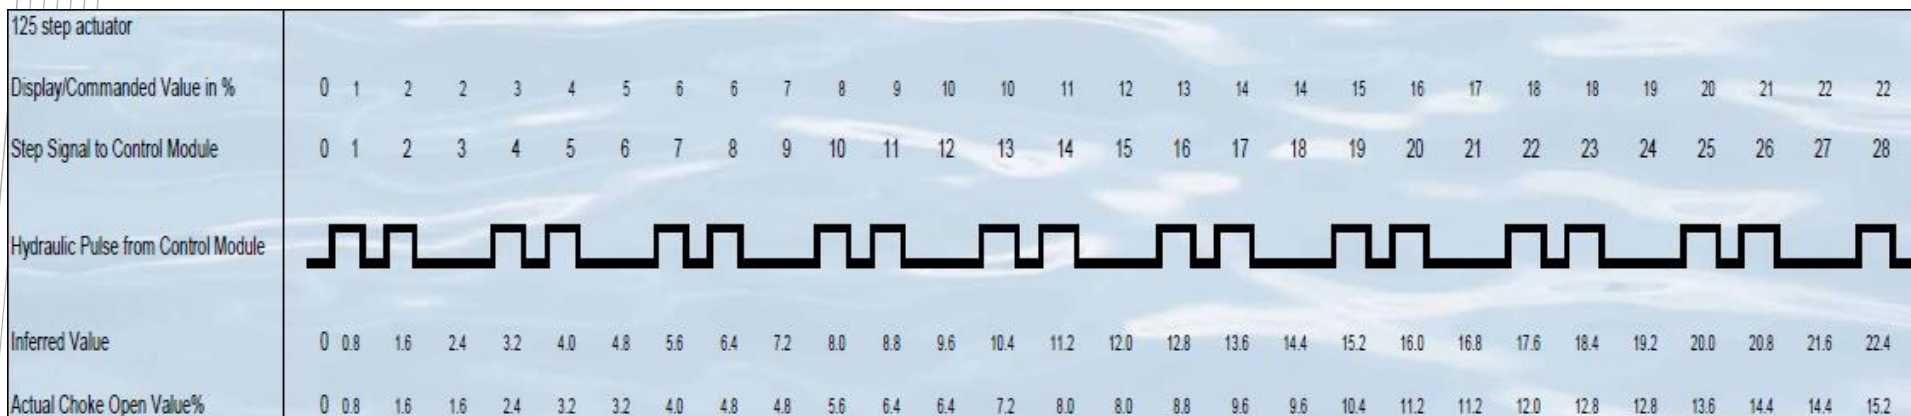 125 step actuator
Display/Commanded Value in % 0 1 2 2 3 4 5 6 6 7 8 9 10 10 11 12 13 14 14 15 16 17 18 18 19 20 21 22 22
Step Signal to Control Module 0 1 2 3 4 5 6 7 8 9 10 11 12 13 14 15 16 17 18 19 20 21 22 23 24 25 26 27 28
Hydraulic Pulse from Control Module
Inferred Value 0 0.8 1.6 2.4 3.2 4.0 4.8 5.6 6.4 7.2 8.0 8.8 9.6 10.4 11.2 12.0 12.8 13.6 14.4 15.2 16.0 16.8 17.6 18.4 19.2 20.0 20.8 21.6 22.4
Actual Choke Open Value% 0 0.8 1.6 1.6 2.4 3.2 3.2 4.0 4.8 4.8 5.6 6.4 6.4 7.2 8.0 8.0 8.8 9.6 9.6 10.4 11.2 11.2 12.0 12.8 12.8 13.6 14.4 14.4 15.2